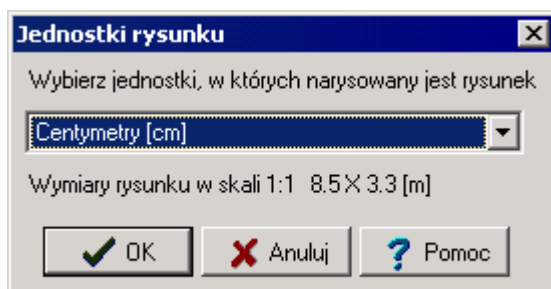 Jednostki rysunku
Wybierz jednostki, w których narysowany jest rysunek
Centymetry [cm]
Wymiary rysunku w skali 1:1 8.5 X 3.3 [m]
OK Anuluj Pomoc